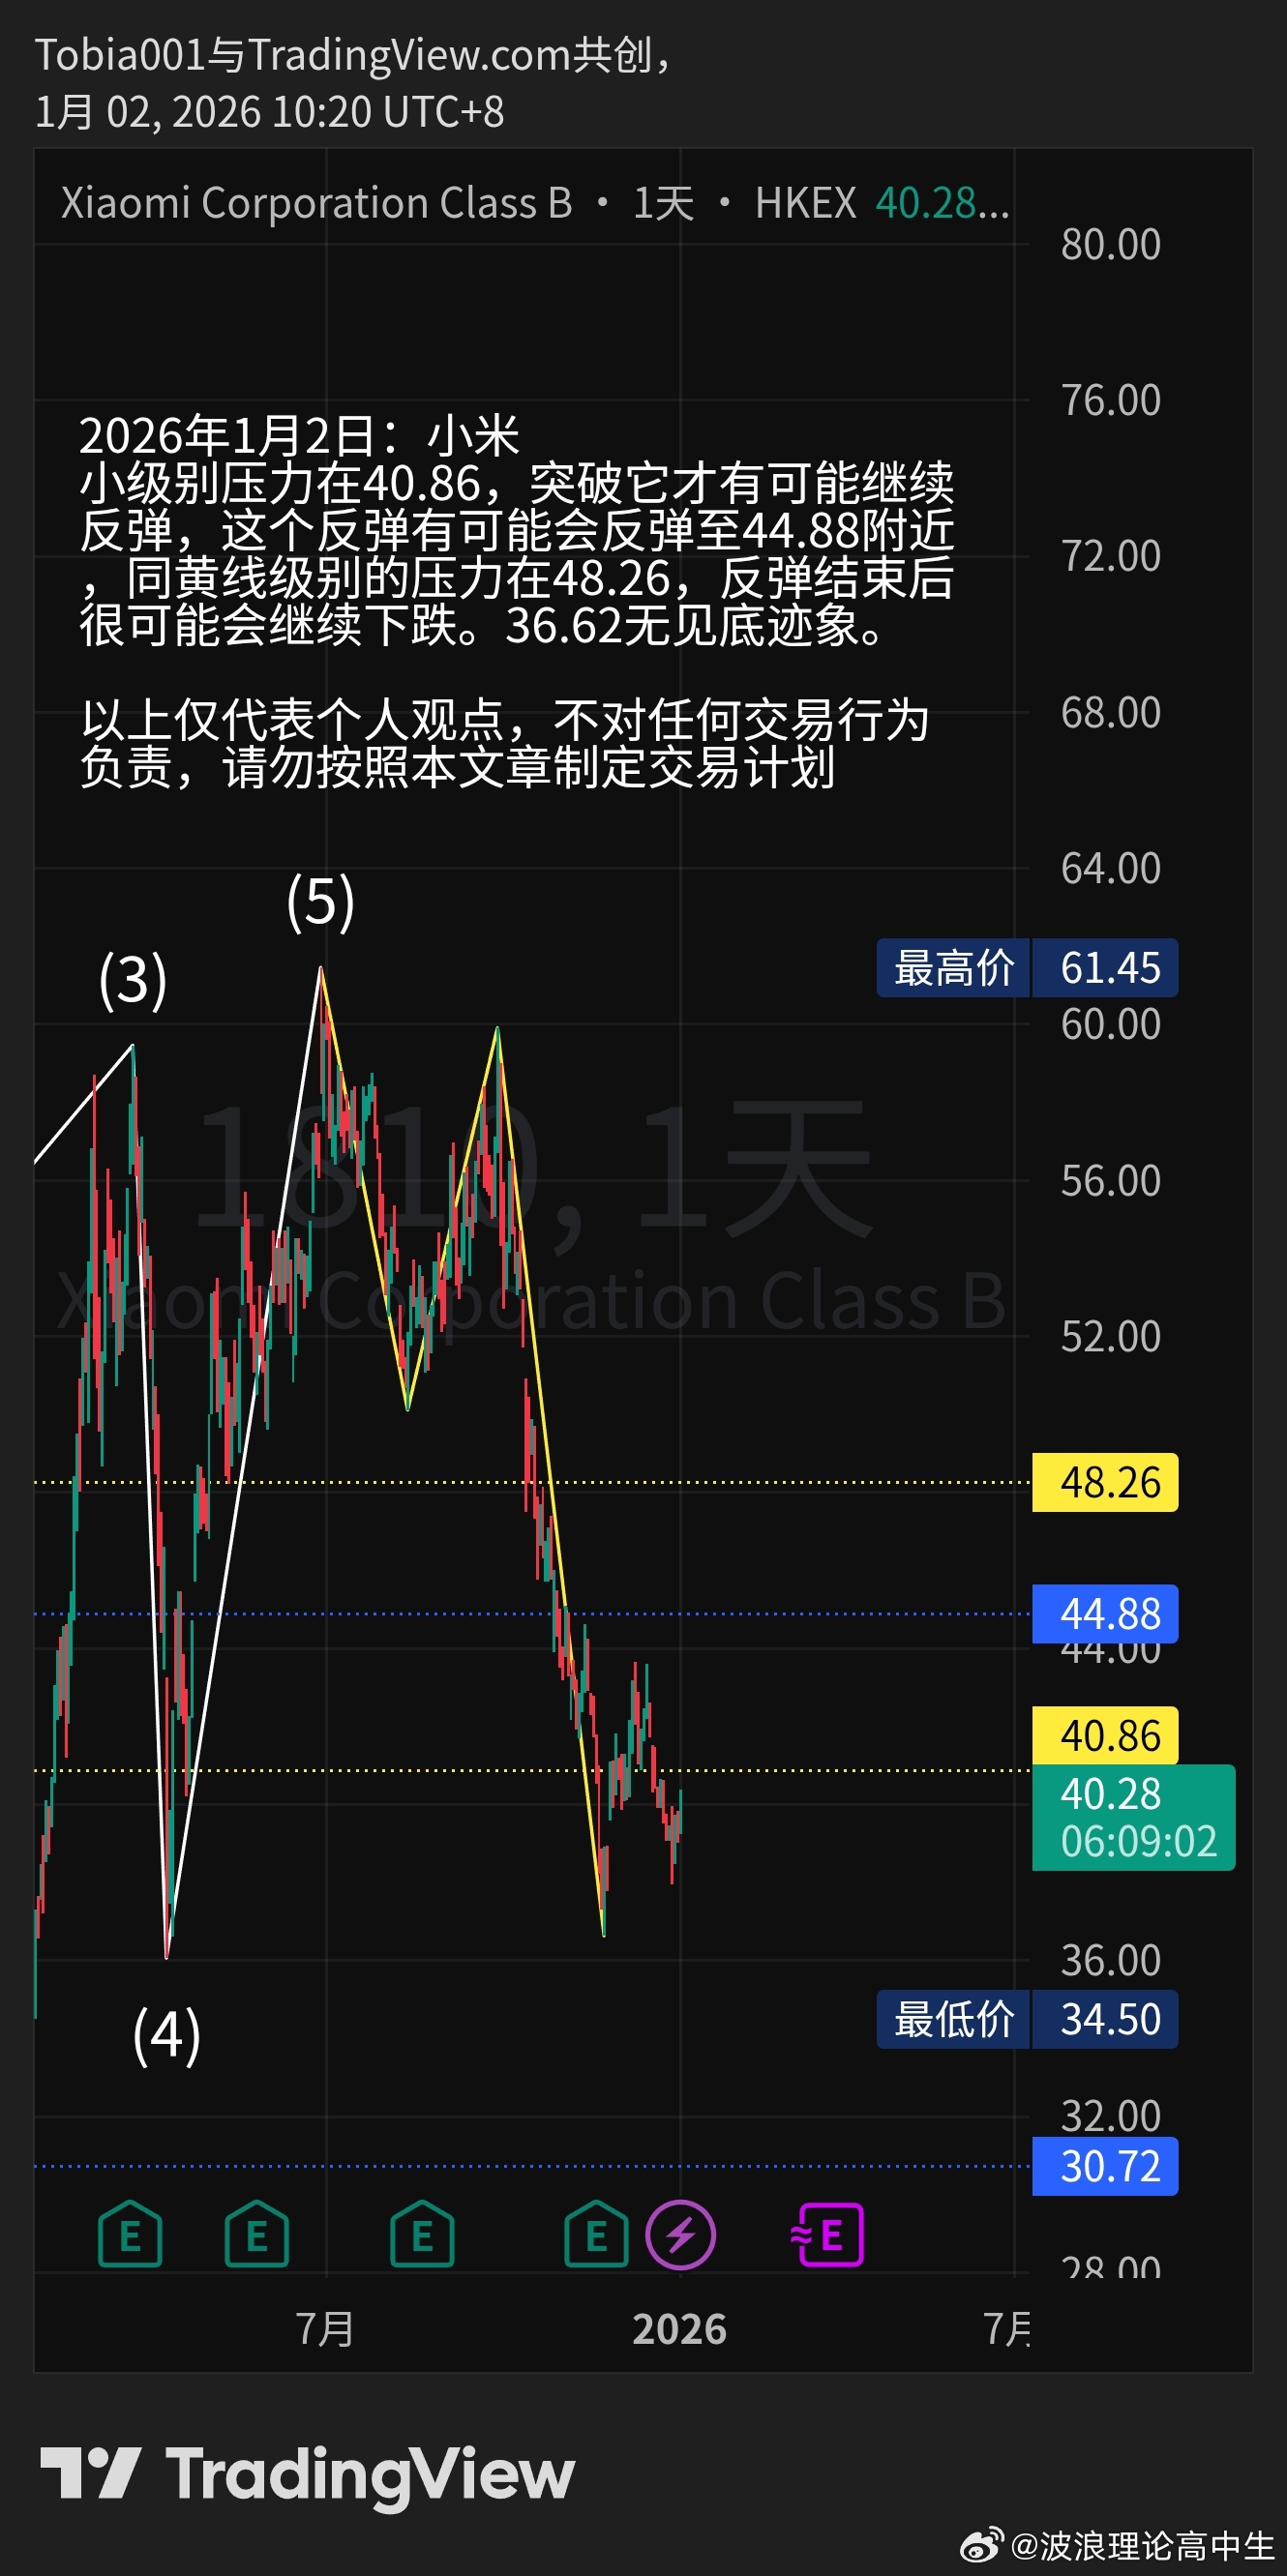 Tobia001与TradingView.com共创，
1月 02, 2026 10:20 UTC+8
Xiaomi Corporation Class B · 1天 · HKEX 40.28...
80.00
76.00
2026年1月2日：小米
小级别压力在40.86，突破它才有可能继续
反弹，这个反弹有可能会反弹至44.88附近
，同黄线级别的压力在48.26，反弹结束后
很可能会继续下跌。36.62无见底迹象。
72.00
以上仅代表个人观点，不对任何交易行为
负责，请勿按照本文章制定交易计划
68.00
64.00
(5)
(3)
最高价 61.45
60.00
1810, 1天
Xiaomi Corporation Class B
56.00
52.00
48.26
44.88
44.00
40.86
40.28
06:09:02
36.00
最低价 34.50
(4)
32.00
30.72
E E E E E
28.00
7月 2026 7月
TradingView
@波浪理论高中生